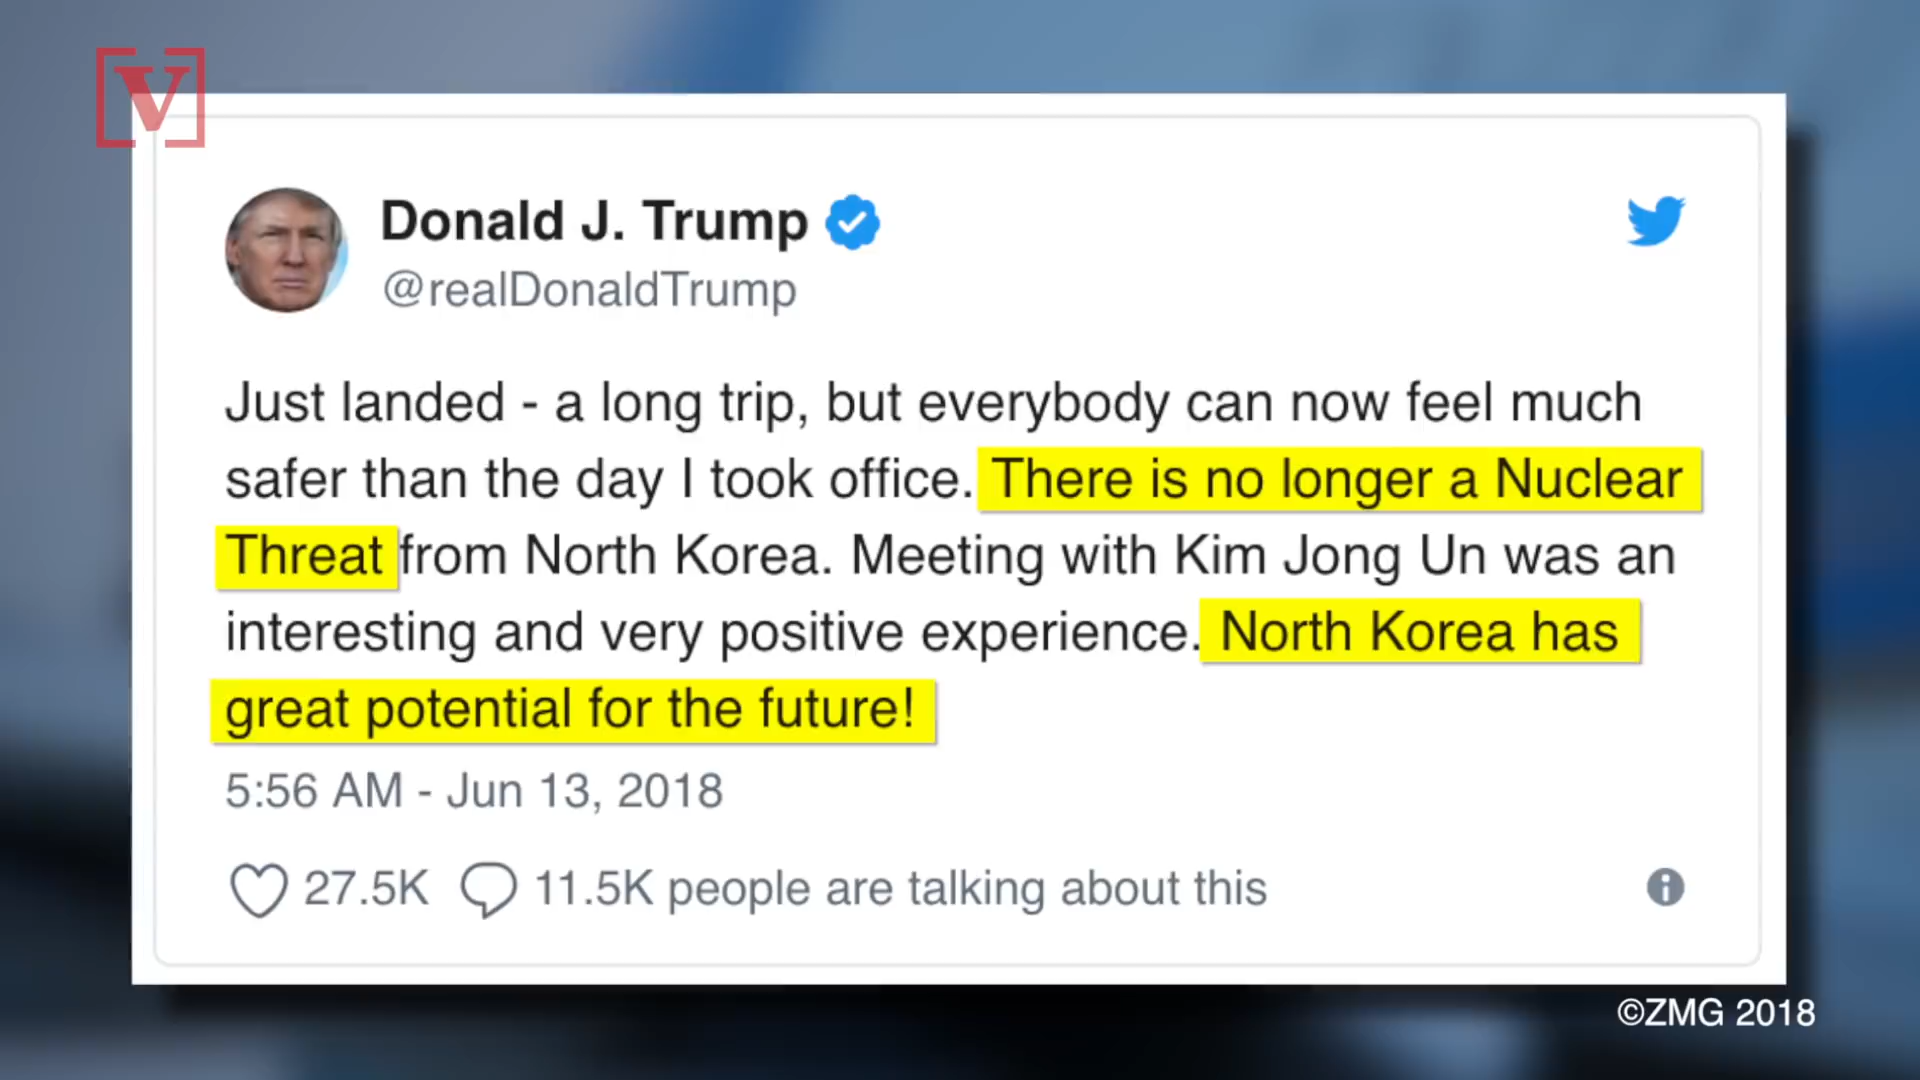 V
Donald J. Trump
@realDonaldTrump
Just landed - a long trip, but everybody can now feel much
safer than the day I took office. There is no longer a Nuclear
Threat from North Korea. Meeting with Kim Jong Un was an
interesting and very positive experience. North Korea has
great potential for the future!
5:56 AM - Jun 13, 2018
27.5K 11.5K people are talking about this
©ZMG 2018